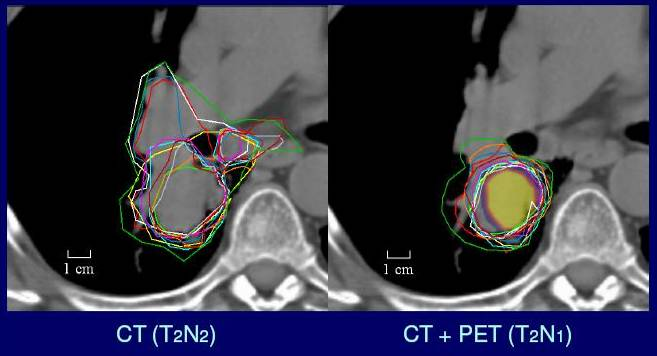 1 cm
1 cm
CT (T₂N₂)
CT + PET (T₂N₁)